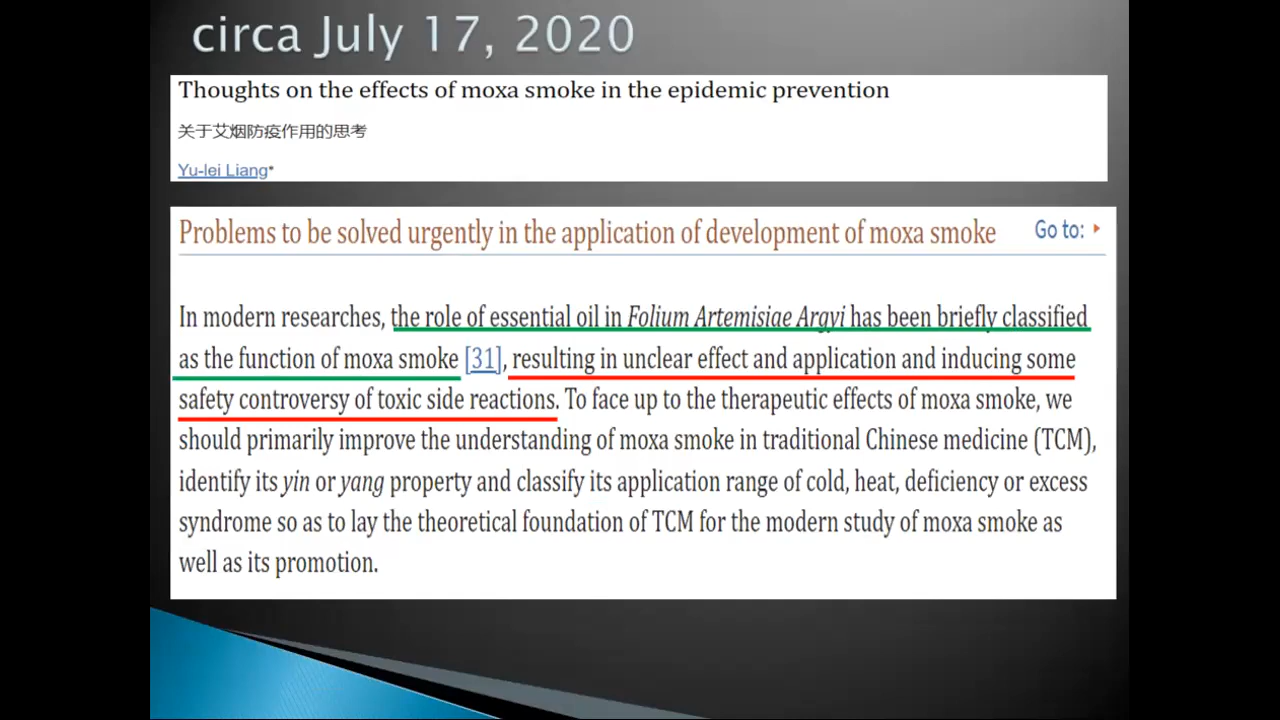 circa July 17, 2020
Thoughts on the effects of moxa smoke in the epidemic prevention
关于艾烟防疫作用的思考
Yu-lei Liang*
Problems to be solved urgently in the application of development of moxa smoke Go to:
In modern researches, the role of essential oil in Folium Artemisiae Argyi has been briefly classified
as the function of moxa smoke [31], resulting in unclear effect and application and inducing some
safety controversy of toxic side reactions. To face up to the therapeutic effects of moxa smoke, we
should primarily improve the understanding of moxa smoke in traditional Chinese medicine (TCM),
identify its yin or yang property and classify its application range of cold, heat, deficiency or excess
syndrome so as to lay the theoretical foundation of TCM for the modern study of moxa smoke as
well as its promotion.